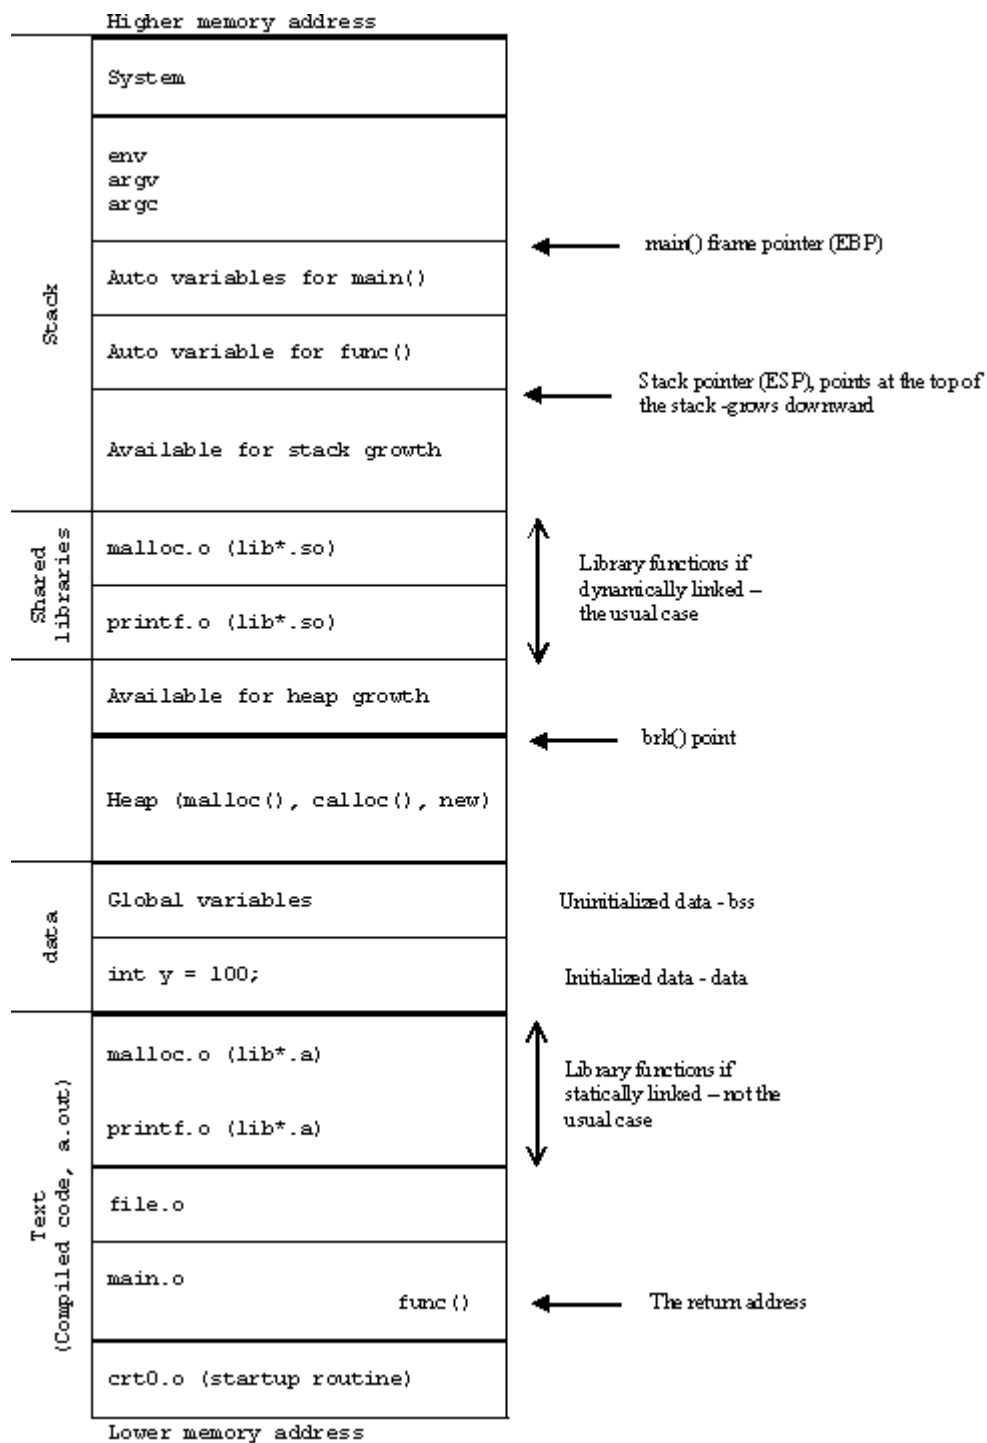 Higher memory address
System
env
argv
argc
main() frame pointer (EBP)
Auto variables for main()
Stack
Auto variable for func()
Stack pointer (ESP), points at the top of
the stack -grows downward
Available for stack growth
Shared
libraries
malloc.o (lib*.so)
printf.o (lib*.so)
Library functions if
dynamically linked –
the usual case
Available for heap growth
brk() point
Heap (malloc(), calloc(), new)
data
Global variables
Uninitialized data - bss
int y = 100;
Initialized data - data
Text
(Compiled code, a.out)
malloc.o (lib*.a)
printf.o (lib*.a)
Library functions if
statically linked – not the
usual case
file.o
main.o
func()
The return address
crt0.o (startup routine)
Lower memory address